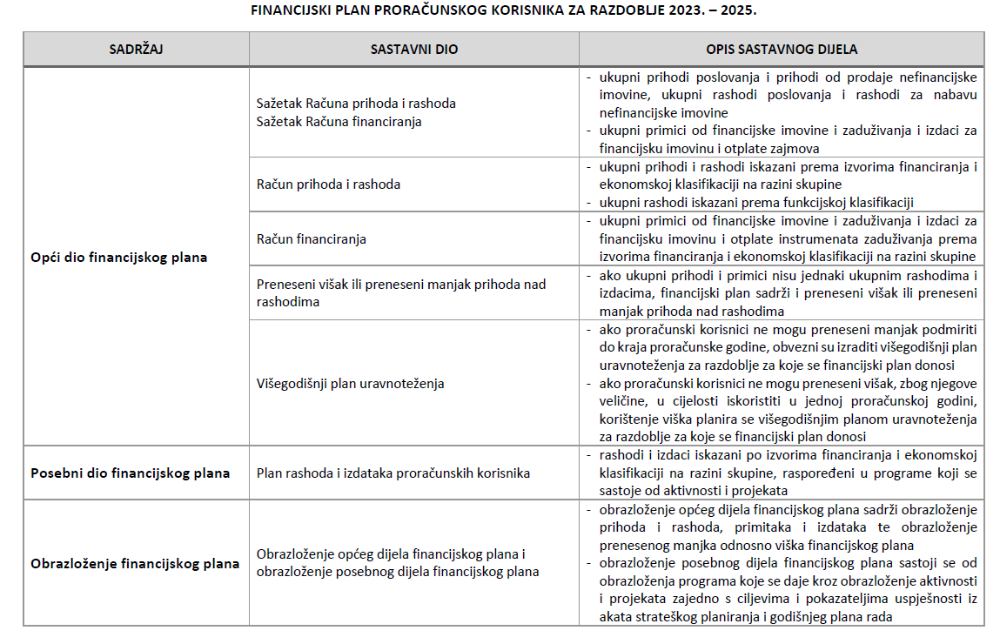 FINANCIJSKI PLAN PRORAČUNSKOG KORISNIKA ZA RAZDOBLJE 2023. – 2025.
SADRŽAJ
SASTAVNI DIO
OPIS SASTAVNOG DIJELA
Opći dio financijskog plana
Sažetak Računa prihoda i rashoda
Sažetak Računa financiranja
- ukupni prihodi poslovanja i prihodi od prodaje nefinancijske
imovine, ukupni rashodi poslovanja i rashodi za nabavu
nefinancijske imovine
- ukupni primici od financijske imovine i zaduživanja i izdaci za
financijsku imovinu i otplate zajmova
Račun prihoda i rashoda
- ukupni prihodi i rashodi iskazani prema izvorima financiranja i
ekonomskoj klasifikaciji na razini skupine
- ukupni rashodi iskazani prema funkcijskoj klasifikaciji
Račun financiranja
- ukupni primici od financijske imovine i zaduživanja i izdaci za
financijsku imovinu i otplate instrumenata zaduživanja prema
izvorima financiranja i ekonomskoj klasifikaciji na razini skupine
Preneseni višak ili preneseni manjak prihoda nad
rashodima
- ako ukupni prihodi i primici nisu jednaki ukupnim rashodima i
izdacima, financijski plan sadrži i preneseni višak ili preneseni
manjak prihoda nad rashodima
Višegodišnji plan uravnoteženja
- ako proračunski korisnici ne mogu preneseni manjak podmiriti
do kraja proračunske godine, obvezni su izraditi višegodišnji plan
uravnoteženja za razdoblje za koje se financijski plan donosi
- ako proračunski korisnici ne mogu preneseni višak, zbog njegove
veličine, u cijelosti iskoristiti u jednoj proračunskoj godini,
korištenje viška planira se višegodišnjim planom uravnoteženja
za razdoblje za koje se financijski plan donosi
Posebni dio financijskog plana
Plan rashoda i izdataka proračunskih korisnika
- rashodi i izdaci iskazani po izvorima financiranja i ekonomskoj
klasifikaciji na razini skupine, raspoređeni u programe koji se
sastoje od aktivnosti i projekata
Obrazloženje financijskog plana
Obrazloženje općeg dijela financijskog plana i
obrazloženje posebnog dijela financijskog plana
- obrazloženje općeg dijela financijskog plana sadrži obrazloženje
prihoda i rashoda, primitaka i izdataka te obrazloženje
prenesenog manjka odnosno viška financijskog plana
- obrazloženje posebnog dijela financijskog plana sastoji se od
obrazloženja programa koje se daje kroz obrazloženje aktivnosti
i projekata zajedno s ciljevima i pokazateljima uspješnosti iz
akata strateškog planiranja i godišnjeg plana rada